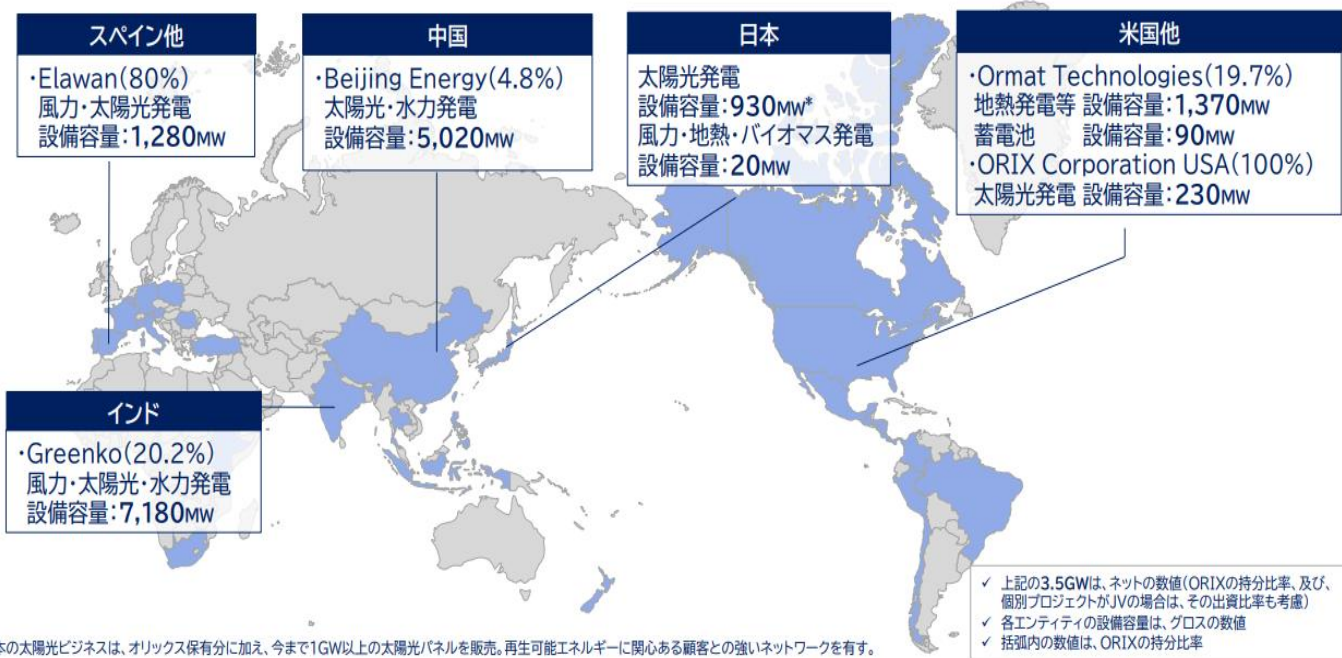 スペイン他
・Elawan(80%)
風力・太陽光発電
設備容量：1,280MW
中国
・Beijing Energy(4.8%)
太陽光・水力発電
設備容量：5,020MW
日本
太陽光発電
設備容量：930MW*
風力・地熱・バイオマス発電
設備容量：20MW
米国他
・Ormat Technologies(19.7%)
地熱発電等 設備容量：1,370MW
蓄電池 設備容量：90MW
・ORIX Corporation USA(100%)
太陽光発電 設備容量：230MW
インド
・Greenko(20.2%)
風力・太陽光・水力発電
設備容量：7,180MW
✓ 上記の3.5GWは、ネットの数値(ORIXの持分比率、及び、
個別プロジェクトがJVの場合は、その出資比率も考慮)
✓ 各エンティティの設備容量は、グロスの数値
✓ 括弧内の数値は、ORIXの持分比率
本の太陽光ビジネスは、オリックス保有分に加え、今まで1GW以上の太陽光パネルを販売。再生可能エネルギーに関心ある顧客との強いネットワークを有す。